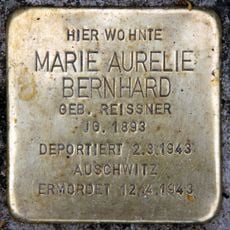 HIER WOHNTE
MARIE AURELIE
BERNHARD
GEB. REISSNER
JG. 1893
DEPORTIERT 2.3.1943
AUSCHWITZ
ERMORDET 12.4.1943